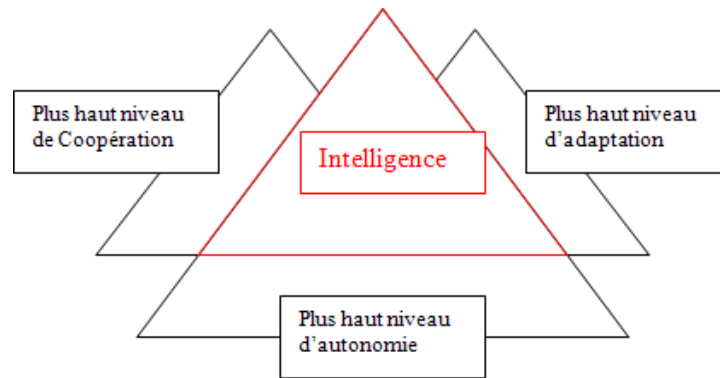 Plus haut niveau
de Coopération
Intelligence
Plus haut niveau
d'adaptation
Plus haut niveau
d'autonomie